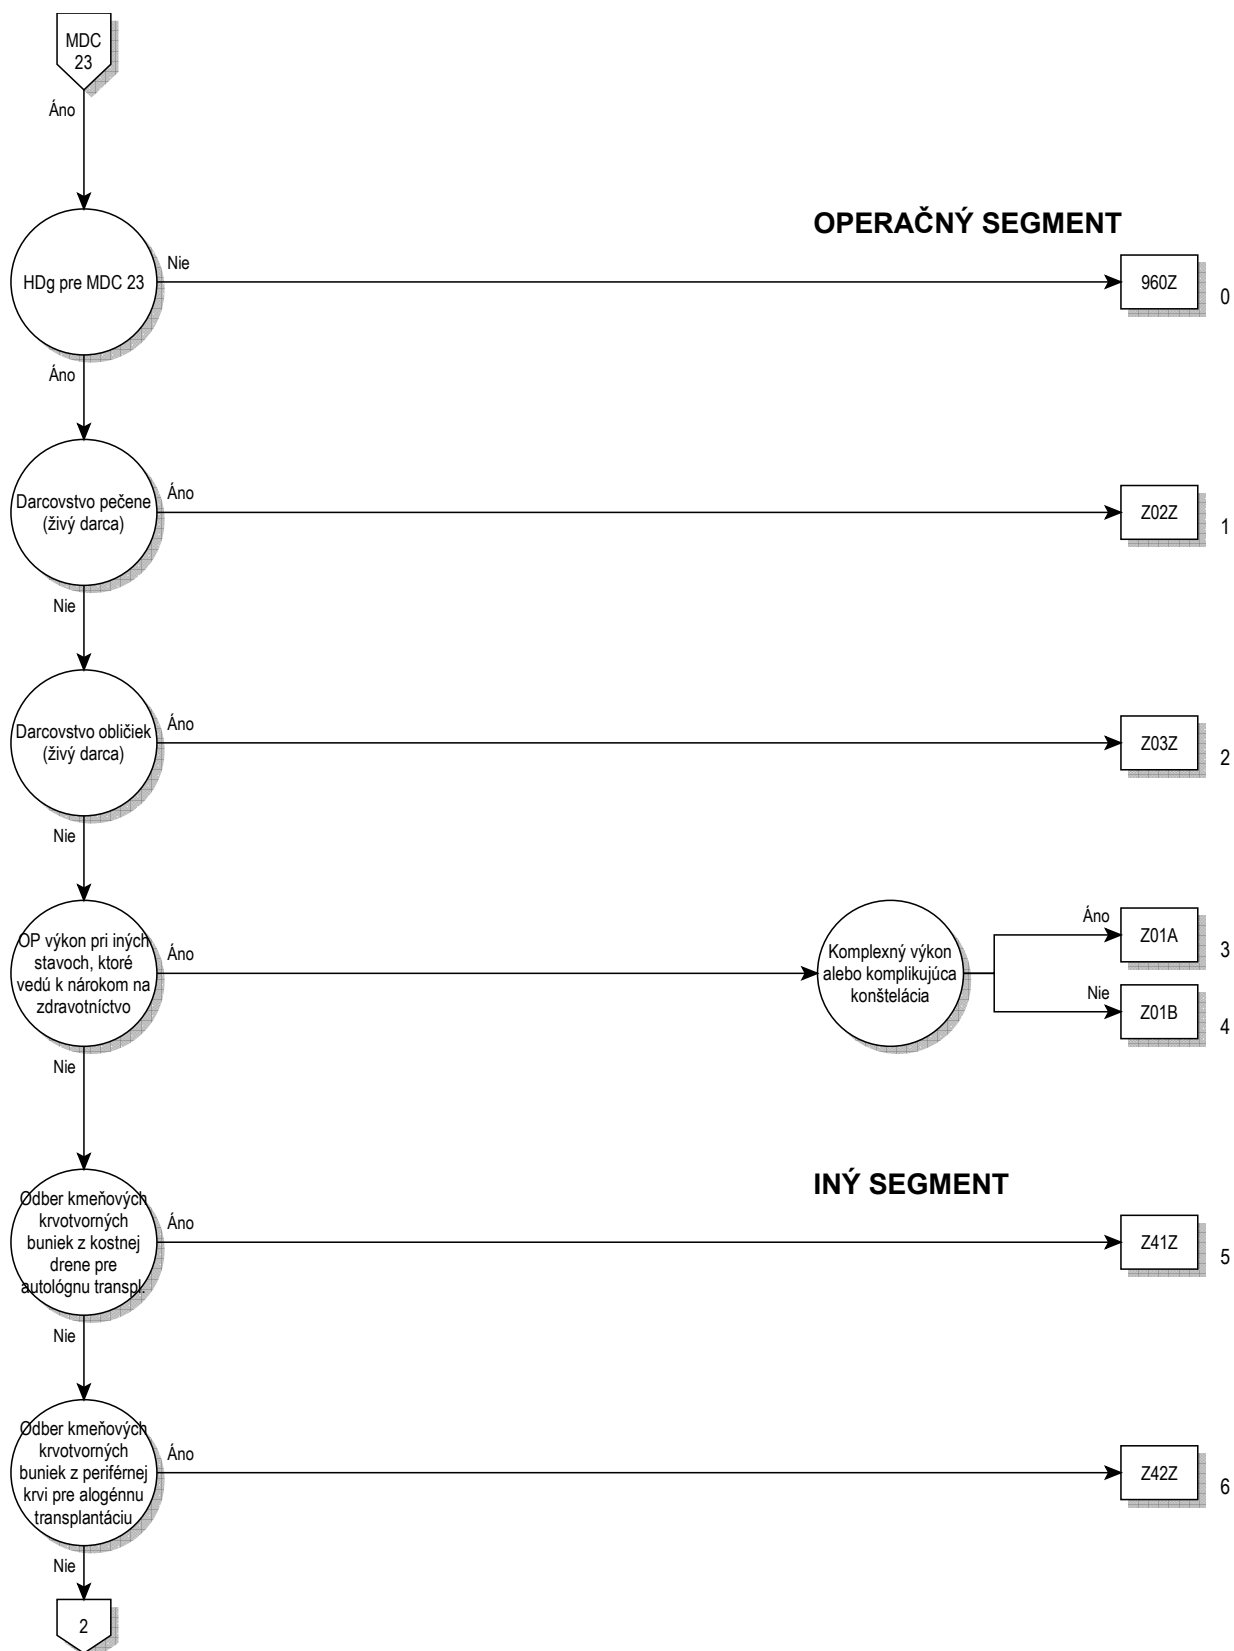 MDC
23
Áno
OPERAČNÝ SEGMENT
HDg pre MDC 23
Nie
960Z
0
Áno
Darcovstvo pečene
(živý darca)
Áno
Z02Z
1
Nie
Darcovstvo obličiek
(živý darca)
Áno
Z03Z
2
Nie
OP výkon pri iných
stavoch, ktoré
vedú k nárokom na
zdravotníctvo
Áno
Komplexný výkon
alebo komplikujúca
konštelácia
Áno
Z01A
3
Nie
Z01B
4
Nie
INÝ SEGMENT
Odber kmeňových
krvotvorných
buniek z kostnej
drene pre
autológnu transpl.
Áno
Z41Z
5
Nie
Odber kmeňových
krvotvorných
buniek z periférnej
krvi pre alogénnu
transplantáciu
Áno
Z42Z
6
Nie
2